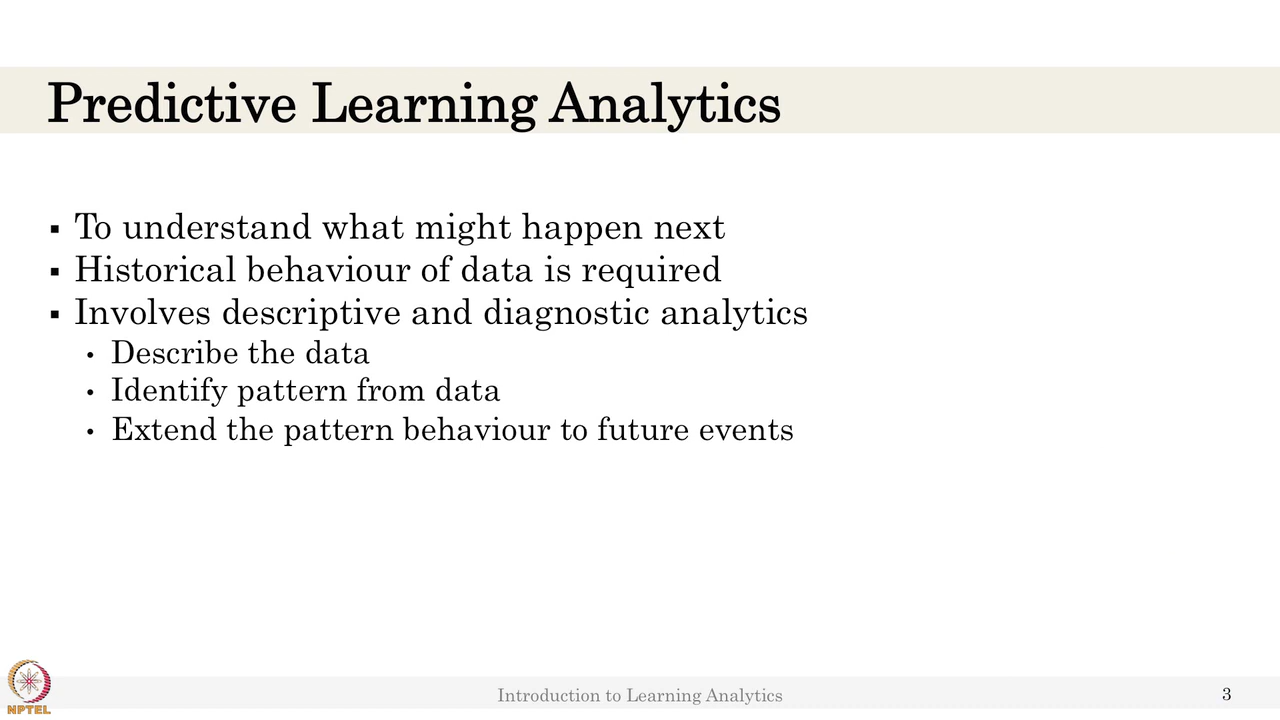 Predictive Learning Analytics
▪ To understand what might happen next
▪ Historical behaviour of data is required
▪ Involves descriptive and diagnostic analytics
• Describe the data
• Identify pattern from data
• Extend the pattern behaviour to future events
NPTEL
Introduction to Learning Analytics
3